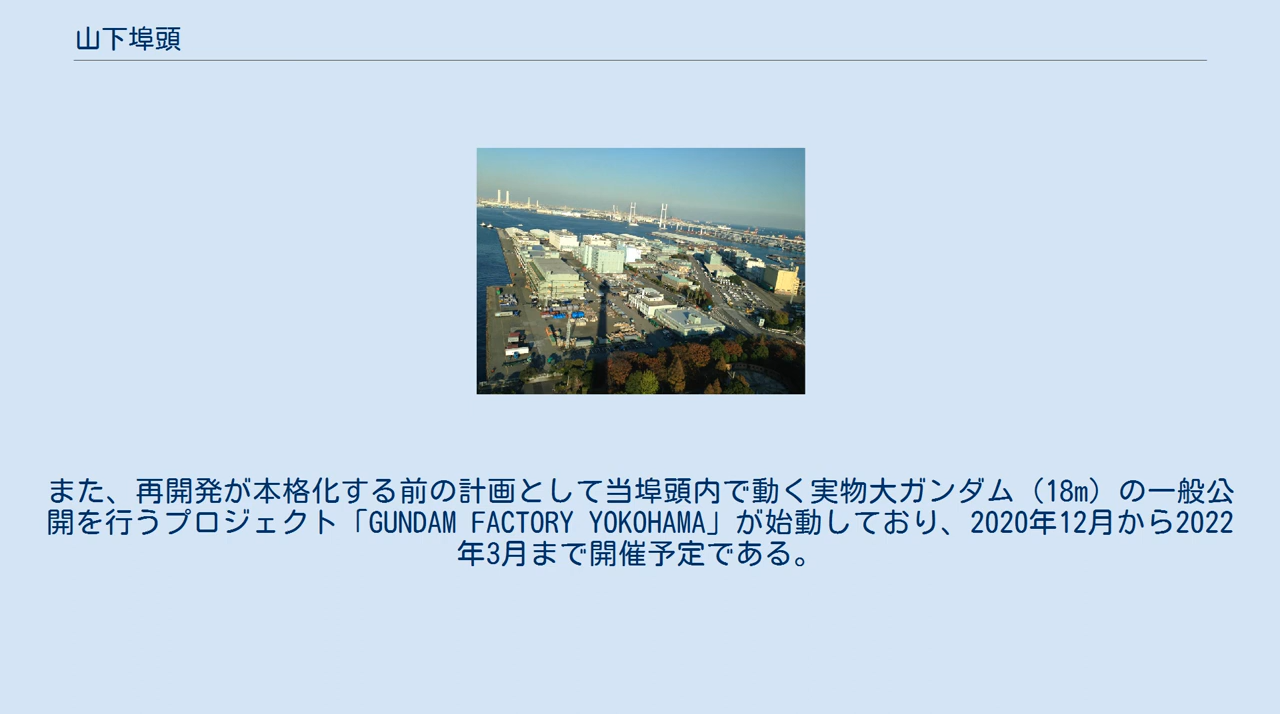 山下埠頭
また、再開発が本格化する前の計画として当埠頭内で動く実物大ガンダム（18m）の一般公
開を行うプロジェクト「GUNDAM FACTORY YOKOHAMA」が始動しており、2020年12月から2022
年3月まで開催予定である。